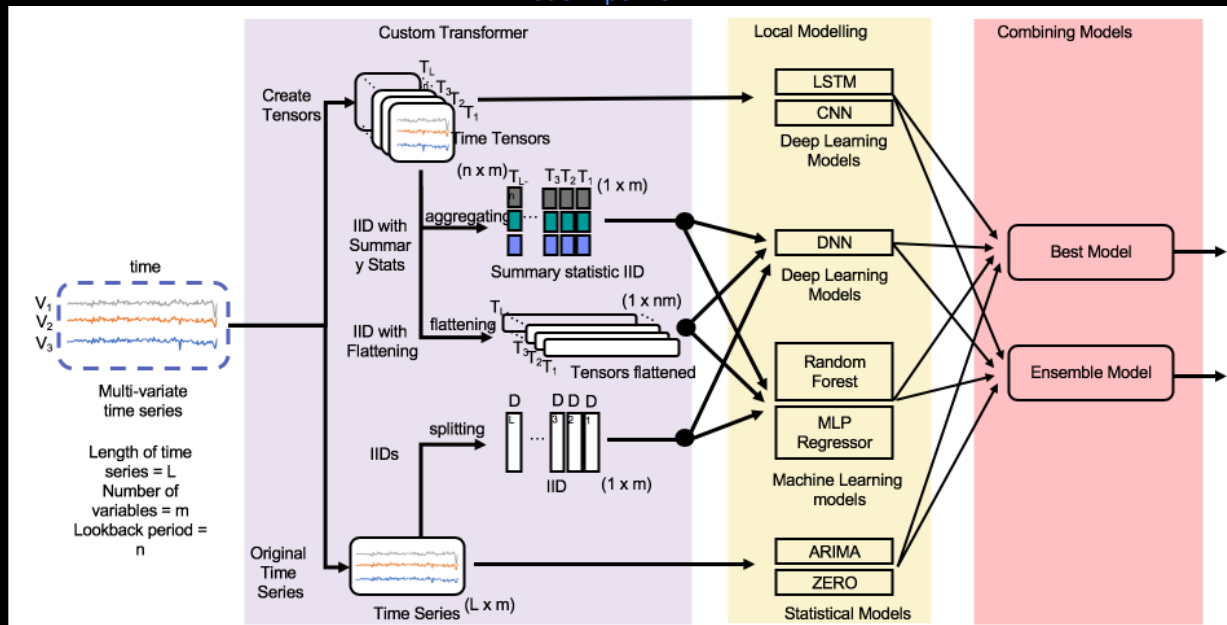 Custom Transformer
Local Modelling
Combining Models
Create
Tensors
T L
n
T3
T2
T1
Time Tensors
(n x m)
LSTM
CNN
Deep Learning
Models
IID with
Summar
y Stats
aggregating
T L-
n
...
T3 T2 T1
(1 x m)
Summary statistic IID
DNN
Deep Learning
Models
Best Model
time
V1
V2
V3
Multi-variate
time series
Length of time
series = L
Number of
variables = m
Lookback period =
n
IID with
Flattening
flattening
T L-
T3
T2
T1
(1 x nm)
Tensors flattened
Random
Forest
MLP
Regressor
Machine Learning
models
Ensemble Model
IIDs
splitting
D D D D
L ... 3 2 1
IID
(1 x m)
Original
Time
Series
Time Series
(L x m)
ARIMA
ZERO
Statistical Models